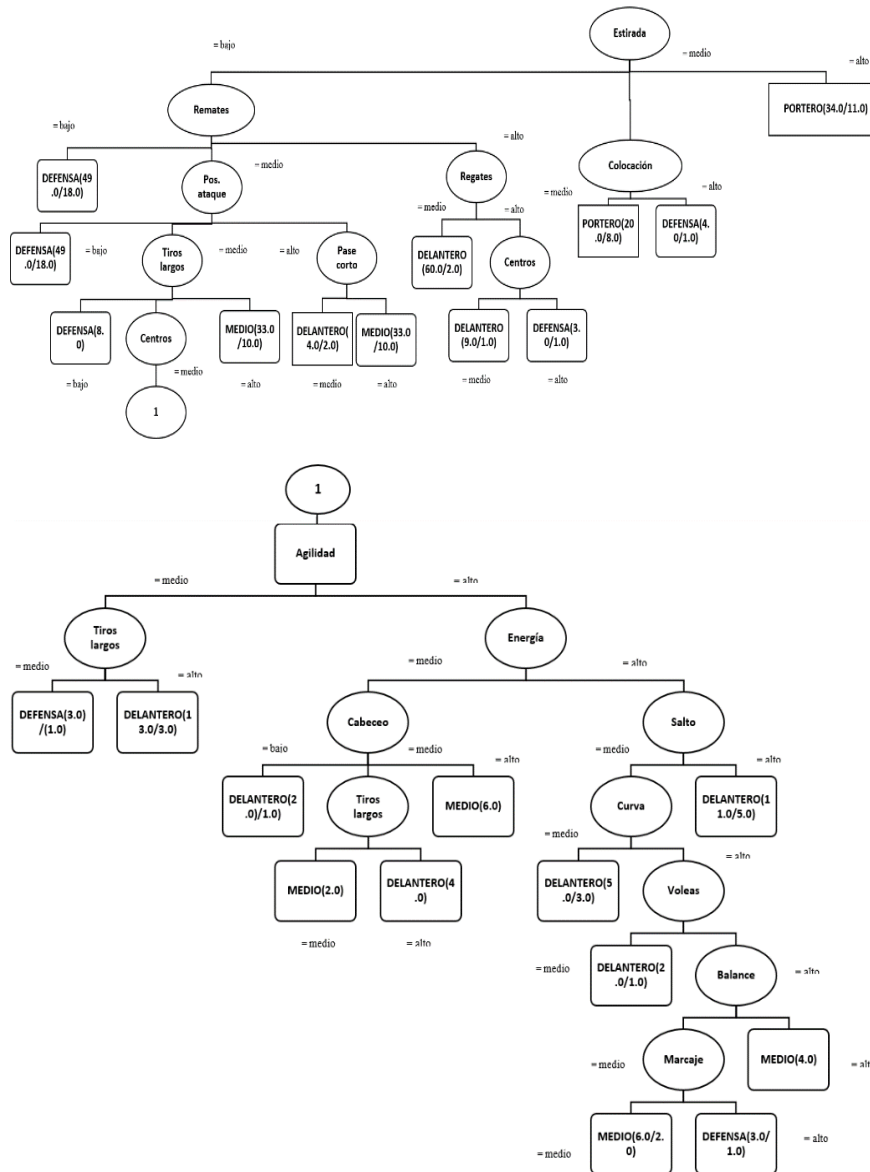 Estirada
= bajo
= medio
= alto
Remates
PORTERO(34.0/11.0)
= bajo
= medio
= alto
DEFENSA(49
.0/18.0)
Pos.
ataque
Regates
Colocación
= medio
= alto
= medio
= alto
DEFENSA(49
.0/18.0)
= bajo
Tiros
largos
= medio
= alto
Pase
corto
DELANTERO
(60.0/2.0)
Centros
PORTERO(20
.0/8.0)
DEFENSA(4.
0/1.0)
DEFENSA(8.
0)
Centros
MEDIO(33.0
/10.0)
DELANTERO(
4.0/2.0)
MEDIO(33.0
/10.0)
DELANTERO
(9.0/1.0)
DEFENSA(3.
0/1.0)
= bajo
= medio
= alto
= medio
= alto
= medio
= alto
1
1
Agilidad
= medio
= alto
Tiros
largos
Energía
= medio
= alto
= medio
= alto
DEFENSA(3.0)
/(1.0)
DELANTERO(1
3.0/3.0)
Cabeceo
Salto
= bajo
= medio
= alto
= medio
= alto
DELANTERO(2
.0)/1.0)
Tiros
largos
MEDIO(6.0)
Curva
DELANTERO(1
1.0/5.0)
= medio
= alto
MEDIO(2.0)
DELANTERO(4
.0)
DELANTERO(5
.0/3.0)
Voleas
= medio
= alto
= medio
DELANTERO(2
.0/1.0)
Balance
= alto
= medio
Marcaje
MEDIO(4.0)
= alt
= medio
MEDIO(6.0/2.
0)
DEFENSA(3.0/
1.0)
= alto